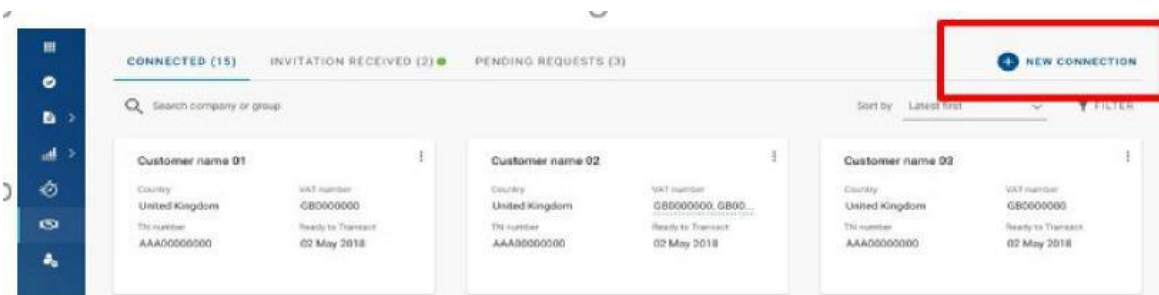 CONNECTED (15) INVITATION RECEIVED (2) PENDING REQUESTS (3) NEW CONNECTION
Search company or group Sort by Latest first FILTER
Customer name 01
Country VAT number
United Kingdom GB0000000
TN number Ready to Transact
AAA00000000 02 May 2018
Customer name 02
Country VAT number
United Kingdom GB0000000, GB00...
TN number Ready to Transact
AAA00000000 02 May 2018
Customer name 03
Country VAT number
United Kingdom GB0000000
TN number Ready to Transact
AAA00000000 02 May 2018